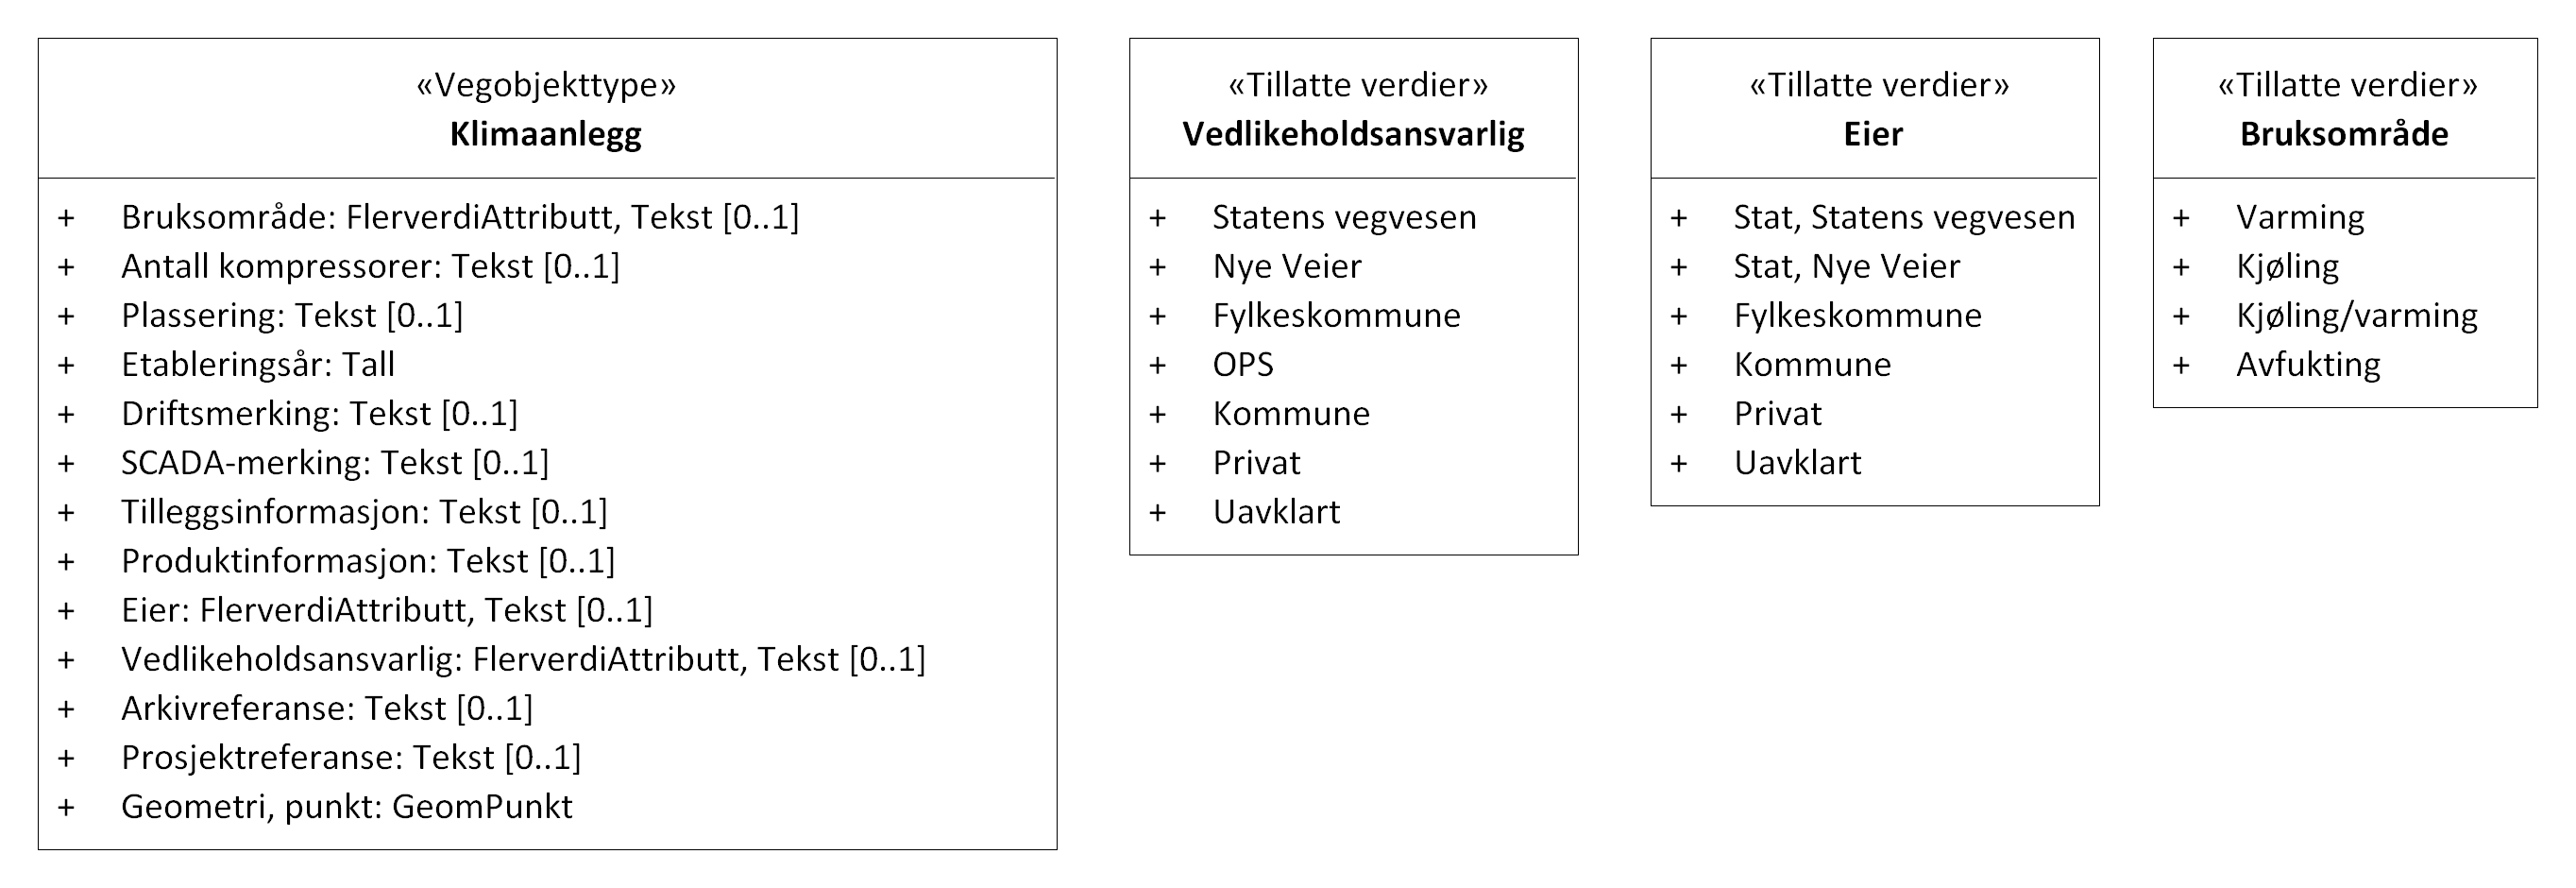 «Vegobjekttype»
Klimaanlegg
+ Bruksområde: FlerverdiAttributt, Tekst [0..1]
+ Antall kompressorer: Tekst [0..1]
+ Plassering: Tekst [0..1]
+ Etableringsår: Tall
+ Driftsmerking: Tekst [0..1]
+ SCADA-merking: Tekst [0..1]
+ Tilleggsinformasjon: Tekst [0..1]
+ Produktinformasjon: Tekst [0..1]
+ Eier: FlerverdiAttributt, Tekst [0..1]
+ Vedlikeholdsansvarlig: FlerverdiAttributt, Tekst [0..1]
+ Arkivreferanse: Tekst [0..1]
+ Prosjektreferanse: Tekst [0..1]
+ Geometri, punkt: GeomPunkt
«Tillatte verdier»
Vedlikeholdsansvarlig
+ Statens vegvesen
+ Nye Veier
+ Fylkeskommune
+ OPS
+ Kommune
+ Privat
+ Uavklart
«Tillatte verdier»
Eier
+ Stat, Statens vegvesen
+ Stat, Nye Veier
+ Fylkeskommune
+ Kommune
+ Privat
+ Uavklart
«Tillatte verdier»
Bruksområde
+ Varming
+ Kjøling
+ Kjøling/varming
+ Avfukting